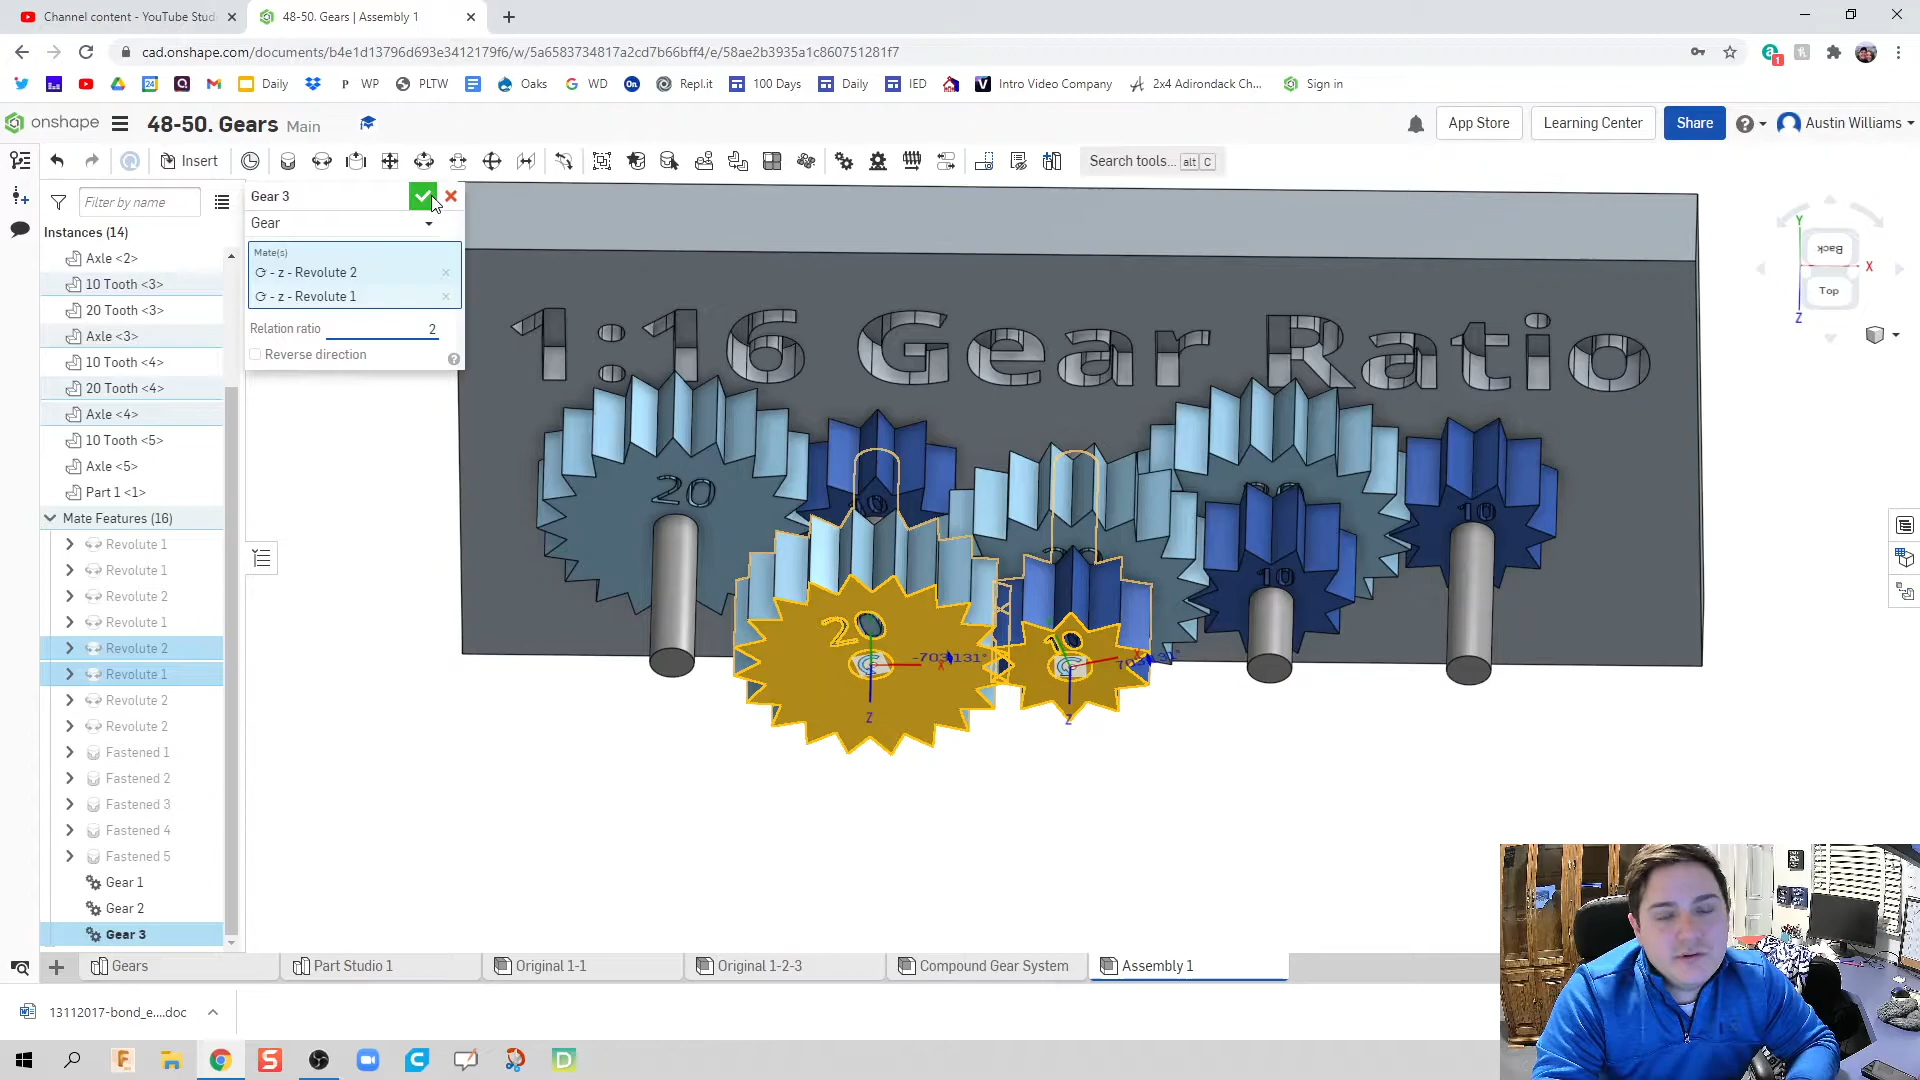 Channel content - YouTube Stud
48-50. Gears | Assembly 1
cad.onshape.com/documents/b4e1d13796d693e3412179f6/w/5a6583734817a2cd7b66bff4/e/58ae2b3935a1c860751281f7
Daily
WP
PLTW
Oaks
WD
Repl.it
100 Days
Daily
IED
Intro Video Company
2x4 Adirondack Ch...
Sign in
onshape
48-50. Gears Main
App Store
Learning Center
Share
Austin Williams
Insert
Search tools... alt C
Filter by name
Instances (14)
Axle <2>
10 Tooth <3>
20 Tooth <3>
Axle <3>
10 Tooth <4>
20 Tooth <4>
Axle <4>
10 Tooth <5>
Axle <5>
Part 1 <1>
Mate Features (16)
Revolute 1
Revolute 1
Revolute 2
Revolute 1
Revolute 2
Revolute 1
Revolute 2
Revolute 2
Fastened 1
Fastened 2
Fastened 3
Fastened 4
Fastened 5
Gear 1
Gear 2
Gear 3
Gear 3
Gear
Mate(s)
- z - Revolute 2
- z - Revolute 1
Relation ratio 2
Reverse direction
1:16 Gear Ratio
20
10
10
10
20
10
Z
Z
Y
Back
X
Top
Z
Gears
Part Studio 1
Original 1-1
Original 1-2-3
Compound Gear System
Assembly 1
13112017-bond_e....doc